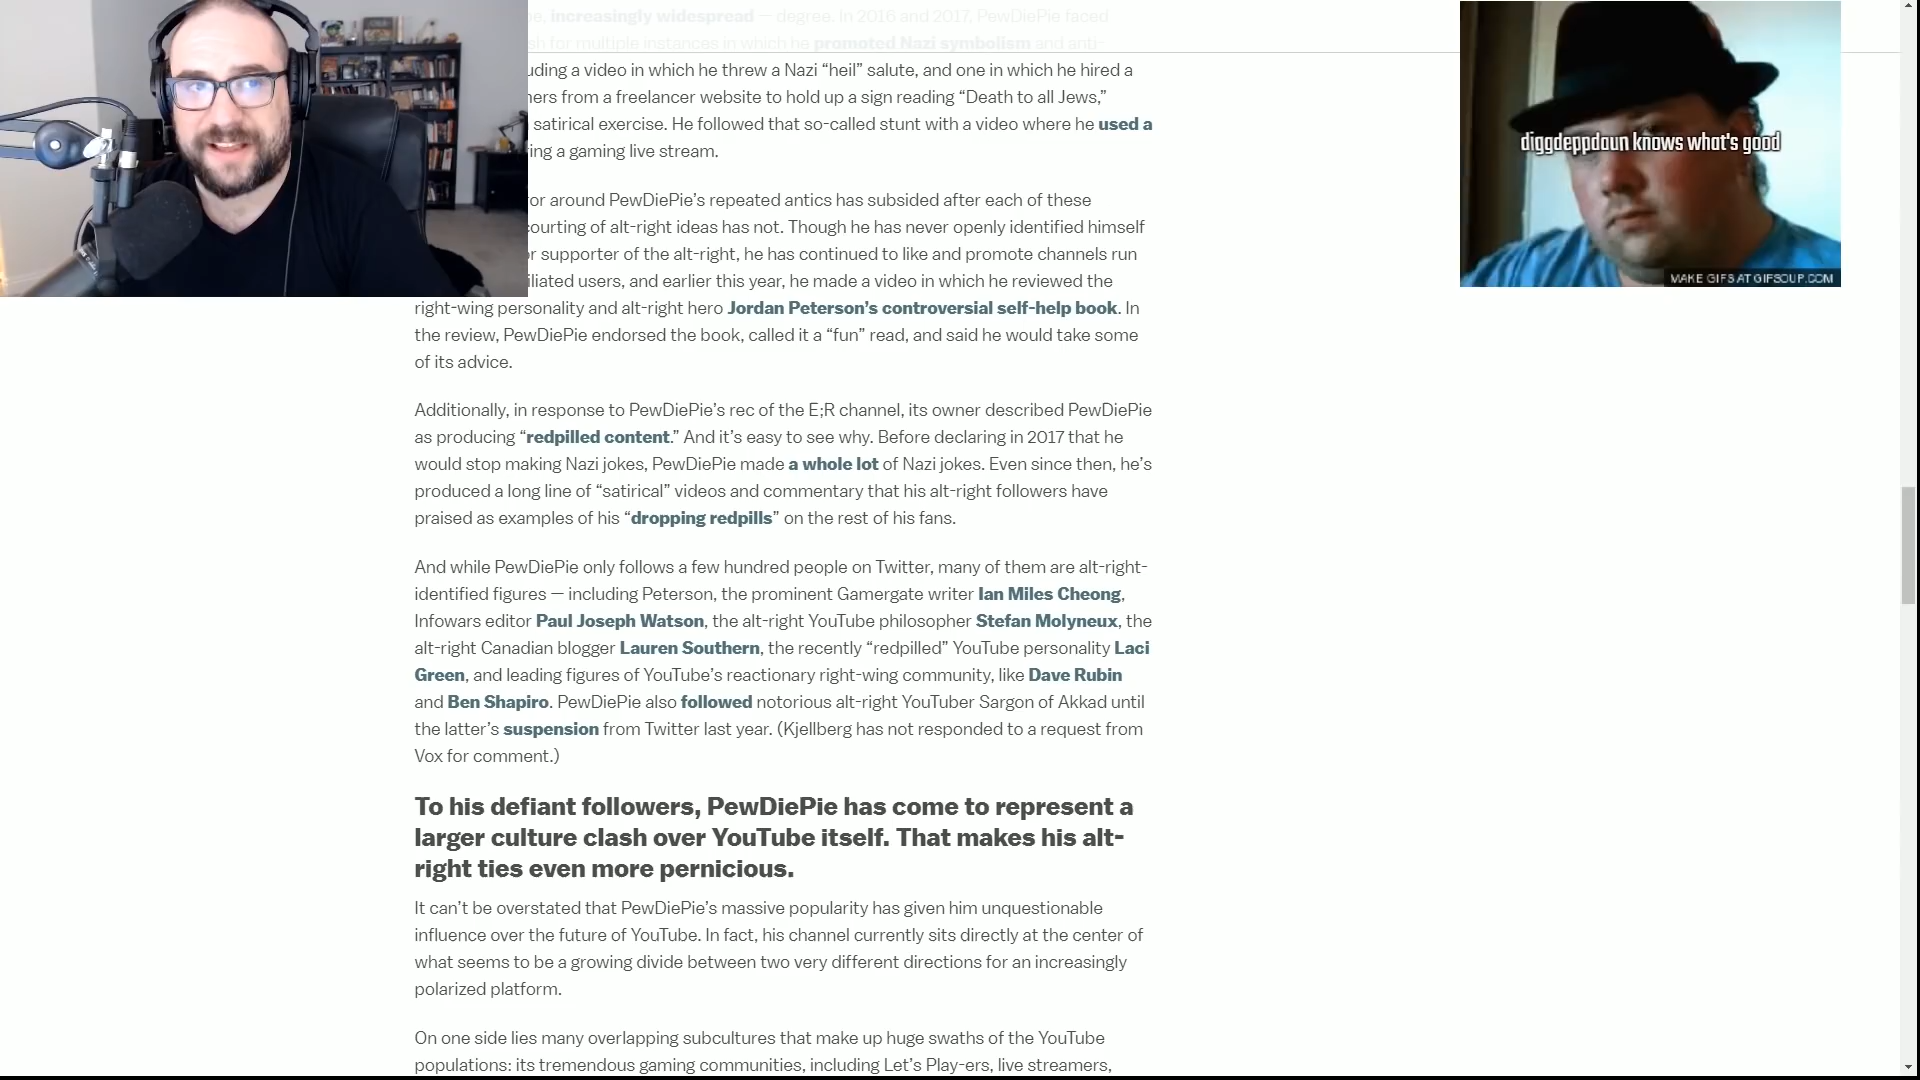 increasingly widespread — degree. In 2016 and 2017, PewDiePie faced
for multiple instances in which he promoted Nazi symbolism and anti-
uding a video in which he threw a Nazi “heil” salute, and one in which he hired a
ners from a freelancer website to hold up a sign reading “Death to all Jews,”
satirical exercise. He followed that so-called stunt with a video where he used a
ing a gaming live stream.
or around PewDiePie’s repeated antics has subsided after each of these
courting of alt-right ideas has not. Though he has never openly identified himself
r supporter of the alt-right, he has continued to like and promote channels run
iliated users, and earlier this year, he made a video in which he reviewed the
right-wing personality and alt-right hero Jordan Peterson’s controversial self-help book. In
the review, PewDiePie endorsed the book, called it a “fun” read, and said he would take some
of its advice.
Additionally, in response to PewDiePie’s rec of the E;R channel, its owner described PewDiePie
as producing “redpilled content.” And it’s easy to see why. Before declaring in 2017 that he
would stop making Nazi jokes, PewDiePie made a whole lot of Nazi jokes. Even since then, he’s
produced a long line of “satirical” videos and commentary that his alt-right followers have
praised as examples of his “dropping redpills” on the rest of his fans.
And while PewDiePie only follows a few hundred people on Twitter, many of them are alt-right-
identified figures — including Peterson, the prominent Gamergate writer Ian Miles Cheong,
Infowars editor Paul Joseph Watson, the alt-right YouTube philosopher Stefan Molyneux, the
alt-right Canadian blogger Lauren Southern, the recently “redpilled” YouTube personality Laci
Green, and leading figures of YouTube’s reactionary right-wing community, like Dave Rubin
and Ben Shapiro. PewDiePie also followed notorious alt-right YouTuber Sargon of Akkad until
the latter’s suspension from Twitter last year. (Kjellberg has not responded to a request from
Vox for comment.)
To his defiant followers, PewDiePie has come to represent a
larger culture clash over YouTube itself. That makes his alt-
right ties even more pernicious.
It can’t be overstated that PewDiePie’s massive popularity has given him unquestionable
influence over the future of YouTube. In fact, his channel currently sits directly at the center of
what seems to be a growing divide between two very different directions for an increasingly
polarized platform.
On one side lies many overlapping subcultures that make up huge swaths of the YouTube
populations: its tremendous gaming communities, including Let’s Play-ers, live streamers,
diggdeppdaun knows what's good
MAKE GIFS AT GIFSOUP.COM